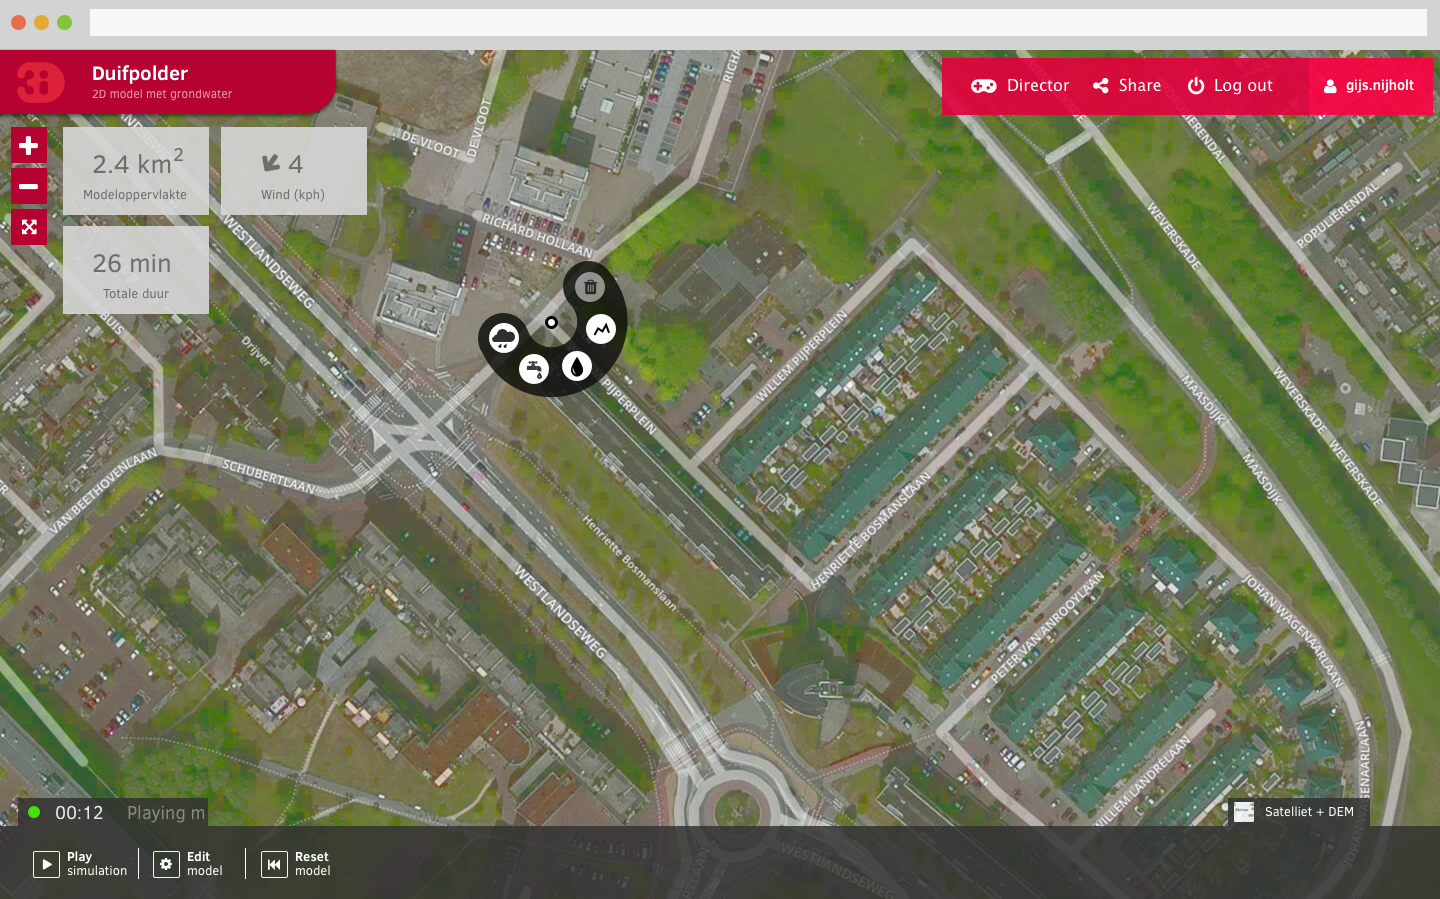 Duifpolder
2D model met grondwater
Director
Share
Log out
gijs.nijholt
2.4 km²
Modeloppervlakte
4
Wind (kph)
26 min
Totale duur
DEVLOOT
DEVLOOT
RICHARD HOLLAAN
WESTLANDSEWEG
Drijver
WILLEM PIJPERPLEIN
PIJPERPLEIN
POPULIERENDAL
WEVERSKADE
WEVERSKADE
WEVERSKADE
MAASDIJK
MAASDIJK
SCHUBERTLAAN
VAN BEETHOVENLAAN
HENRIETTE BOSMANSLAAN
Henriette Bosmanslaan
WESTLANDSEWEG
PETER VAN ANROOYLAAN
JOHAN WAGENAARLAAN
WILLEM LANDRÉLAAN
WESTLANDSEWEG
00:12
Playing m
Satelliet + DEM
Play
simulation
Edit
model
Reset
model